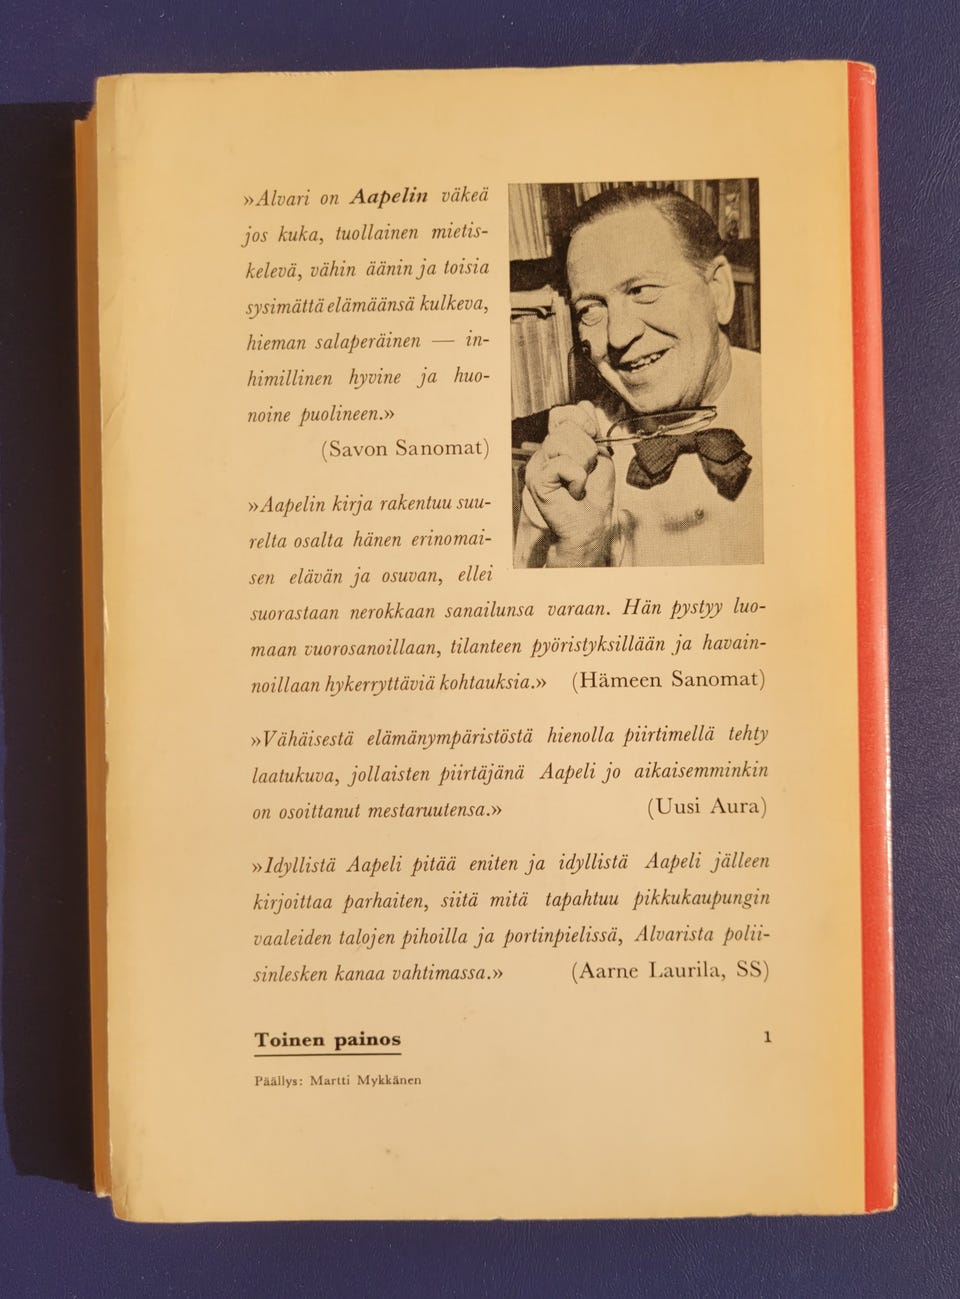 »Alvari on Aapelin väkeä
jos kuka, tuollainen mietis-
kelevä, vähin äänin ja toisia
sysimättä elämäänsä kulkeva,
hieman salaperäinen — in-
himillinen hyvine ja huo-
noine puolineen.»
(Savon Sanomat)
»Aapelin kirja rakentuu suu-
relta osalta hänen erinomai-
sen elävän ja osuvan, ellei
suorastaan nerokkaan sanailunsa varaan. Hän pystyy luo-
maan vuorosanoillaan, tilanteen pyöristyksillään ja havain-
noillaan hykerryttäviä kohtauksia.» (Hämeen Sanomat)
»Vähäisestä elämänympäristöstä hienolla piirtimellä tehty
laatukuva, jollaisten piirtäjänä Aapeli jo aikaisemminkin
on osoittanut mestaruutensa.» (Uusi Aura)
»Idyllistä Aapeli pitää eniten ja idyllistä Aapeli jälleen
kirjoittaa parhaiten, siitä mitä tapahtuu pikkukaupungin
vaaleiden talojen pihoilla ja portinpielissä, Alvarista polii-
sinlesken kanaa vahtimassa.» (Aarne Laurila, SS)
Toinen painos 1
Päällys: Martti Mykkänen